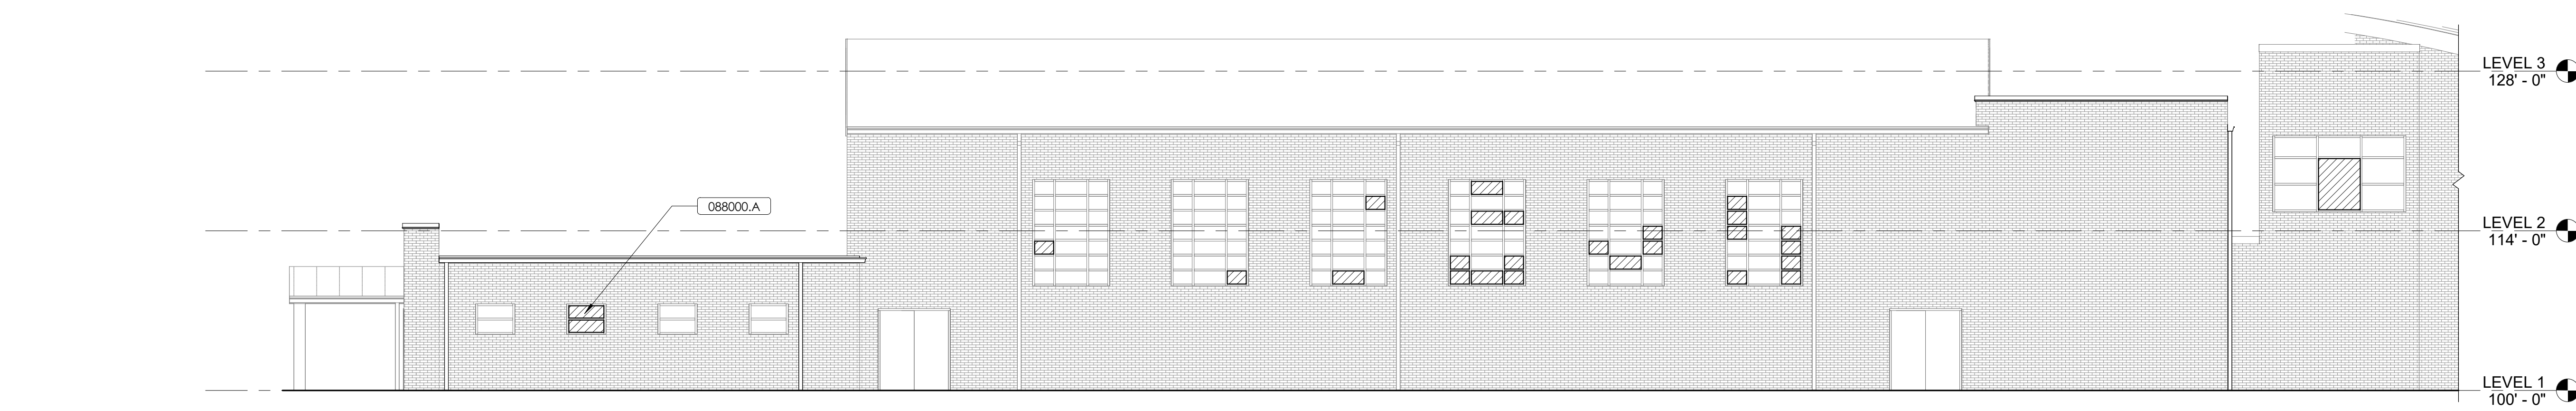 LEVEL 3
128' - 0"
088000.A
LEVEL 2
114' - 0"
LEVEL 1
100' - 0"